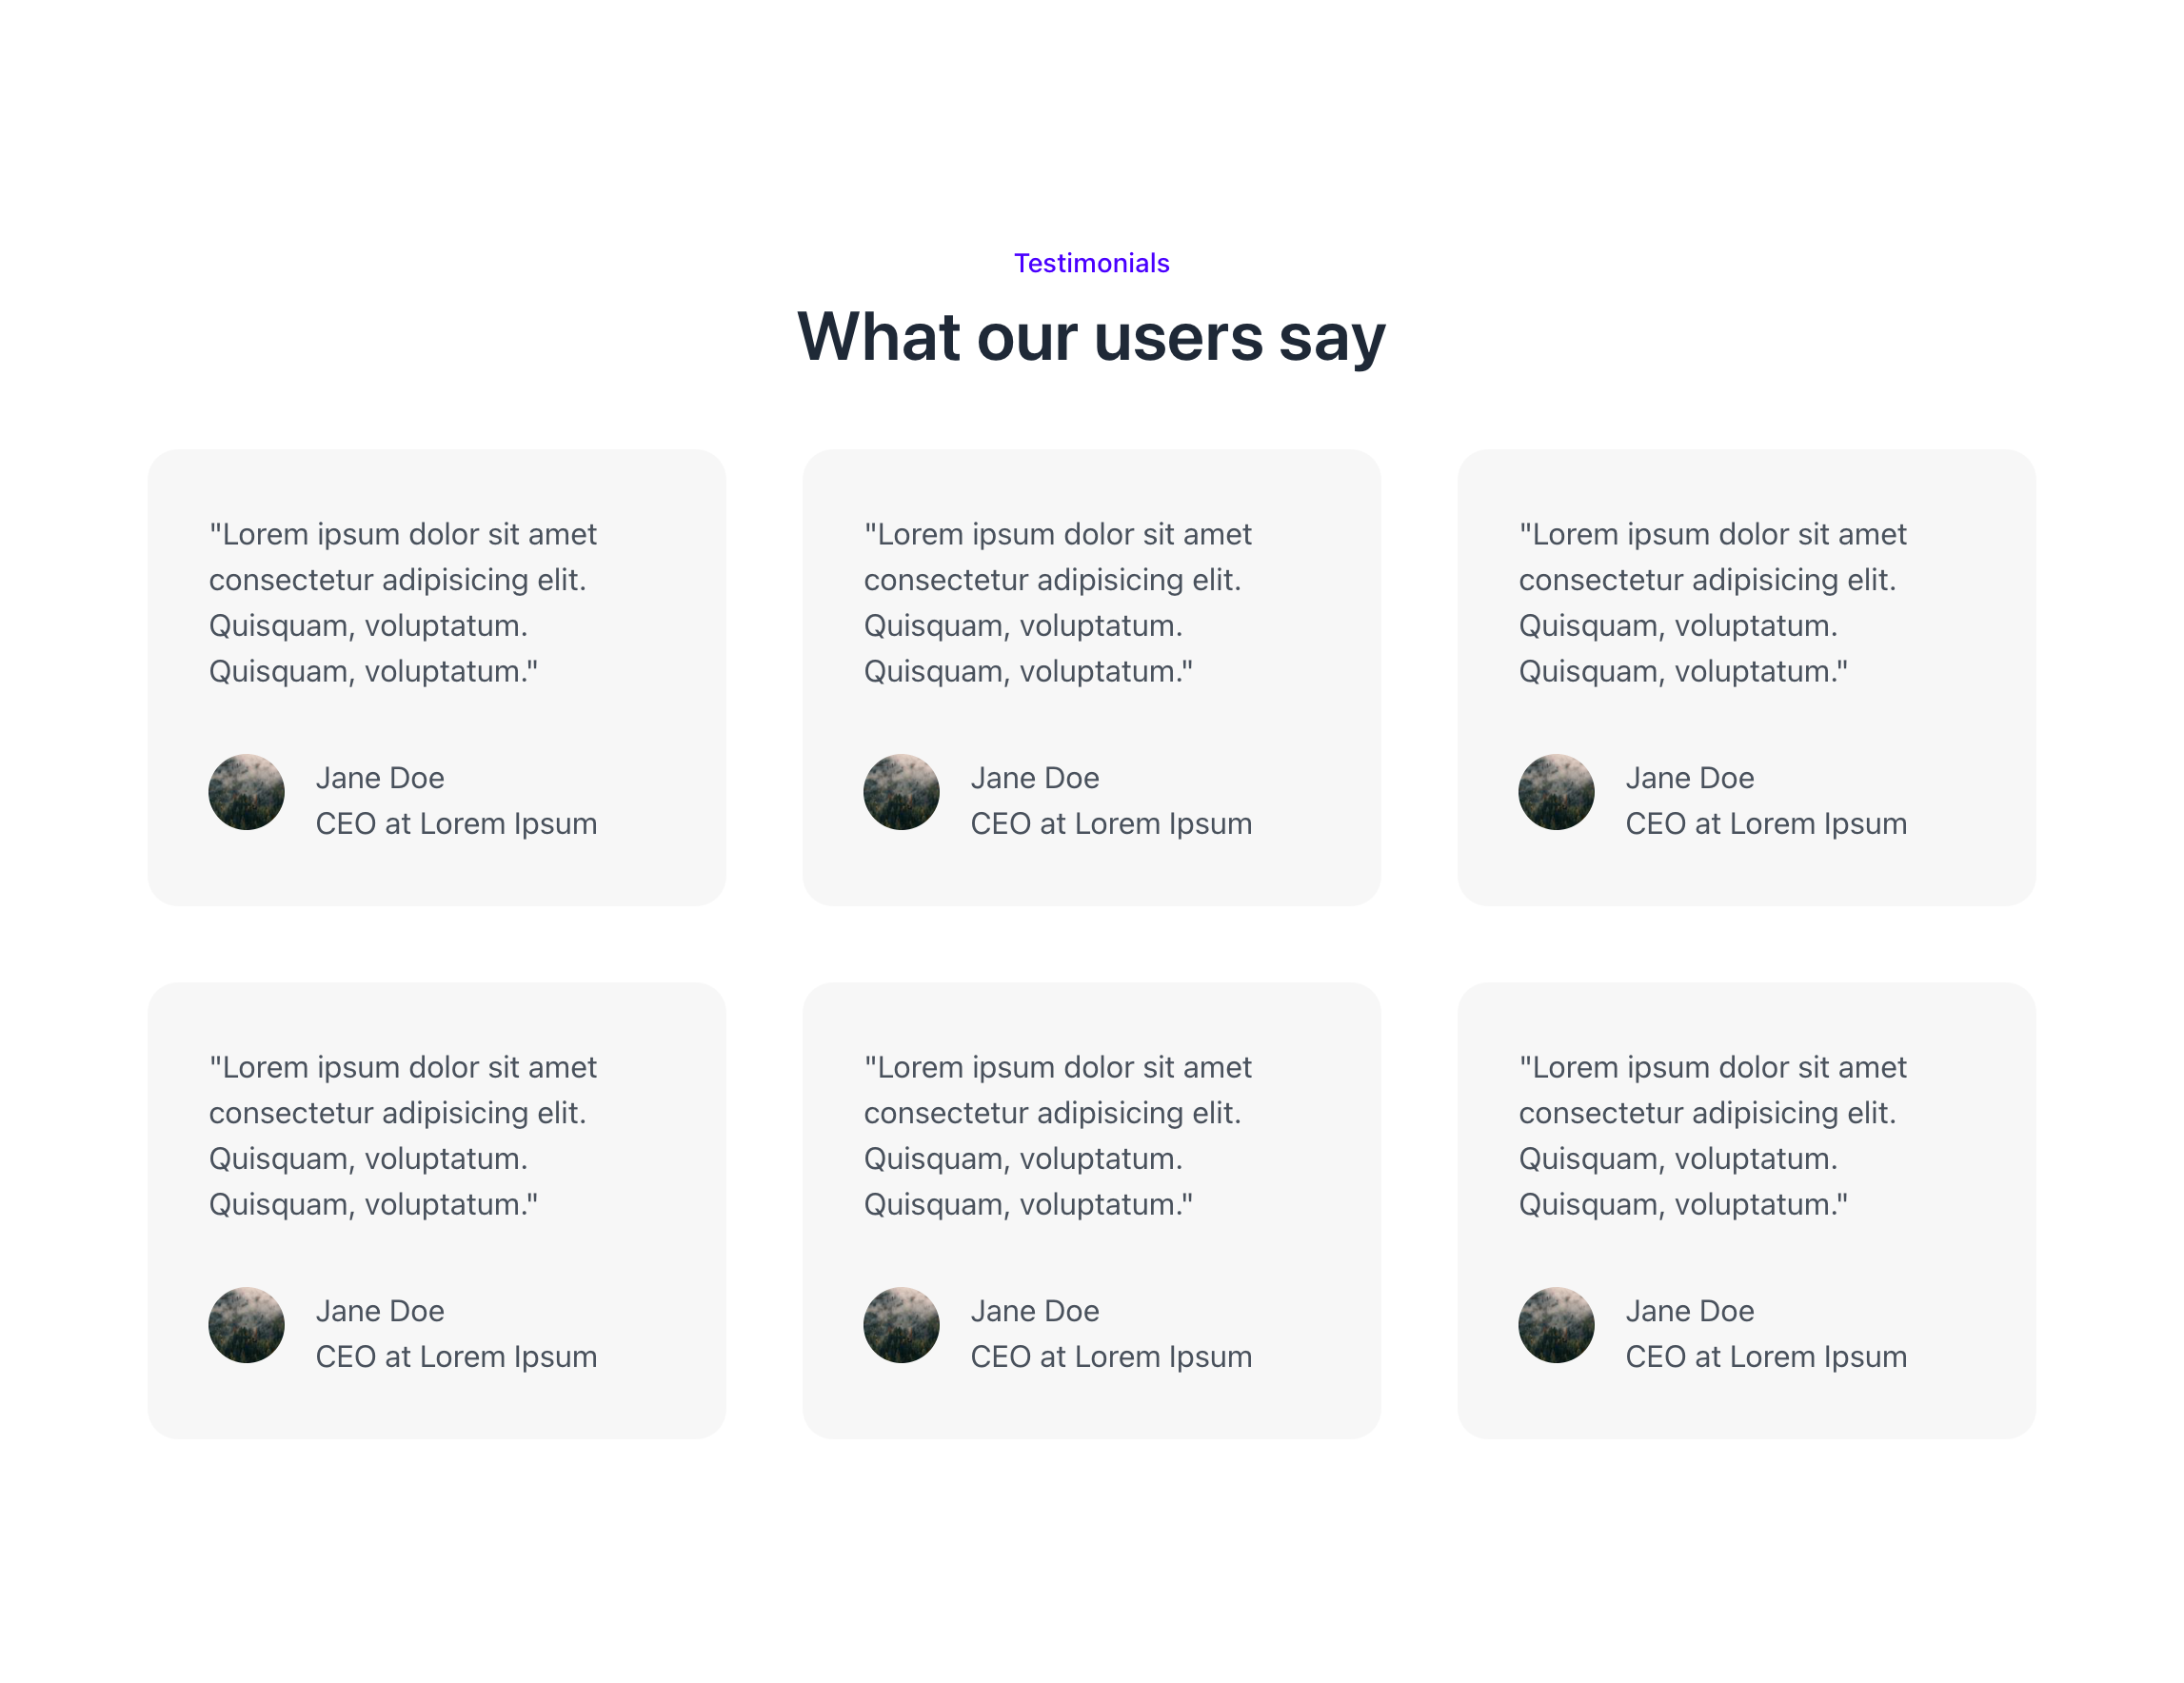 Testimonials
What our users say
"Lorem ipsum dolor sit amet
consectetur adipisicing elit.
Quisquam, voluptatum.
Quisquam, voluptatum."
Jane Doe
CEO at Lorem Ipsum
"Lorem ipsum dolor sit amet
consectetur adipisicing elit.
Quisquam, voluptatum.
Quisquam, voluptatum."
Jane Doe
CEO at Lorem Ipsum
"Lorem ipsum dolor sit amet
consectetur adipisicing elit.
Quisquam, voluptatum.
Quisquam, voluptatum."
Jane Doe
CEO at Lorem Ipsum
"Lorem ipsum dolor sit amet
consectetur adipisicing elit.
Quisquam, voluptatum.
Quisquam, voluptatum."
Jane Doe
CEO at Lorem Ipsum
"Lorem ipsum dolor sit amet
consectetur adipisicing elit.
Quisquam, voluptatum.
Quisquam, voluptatum."
Jane Doe
CEO at Lorem Ipsum
"Lorem ipsum dolor sit amet
consectetur adipisicing elit.
Quisquam, voluptatum.
Quisquam, voluptatum."
Jane Doe
CEO at Lorem Ipsum